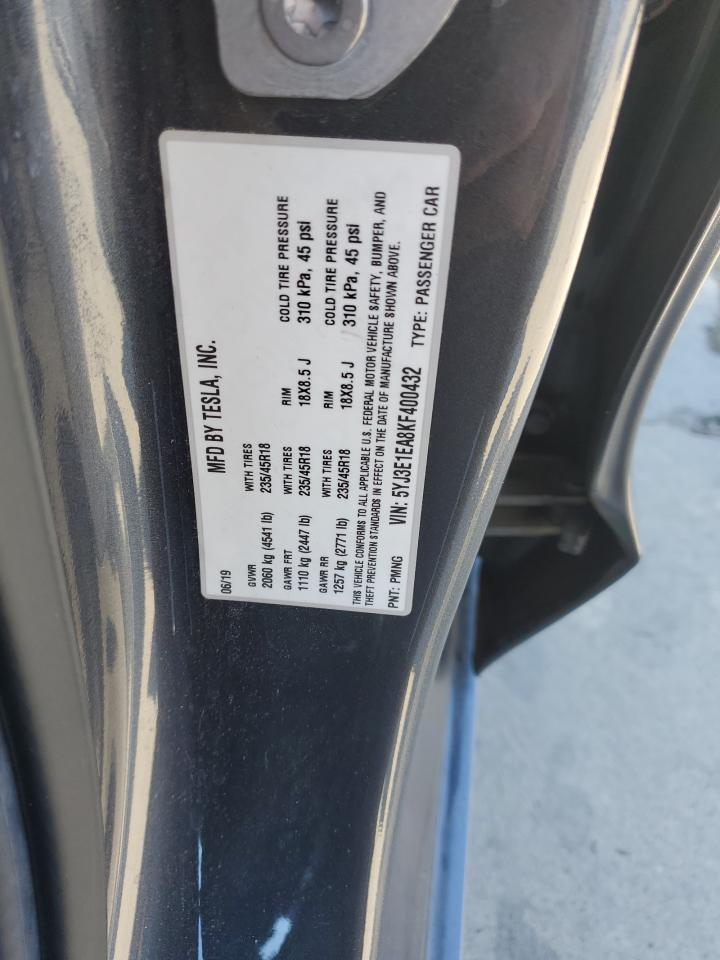 MFD BY TESLA, INC.
06/19
GVWR WITH TIRES RIM COLD TIRE PRESSURE
2060 kg (4541 lb) 235/45R18 18X8.5 J 310 kPa, 45 psi
GAWR FRT WITH TIRES RIM COLD TIRE PRESSURE
1110 kg (2447 lb) 235/45R18 18X8.5 J 310 kPa, 45 psi
GAWR RR WITH TIRES
1257 kg (2771 lb) 235/45R18
THIS VEHICLE CONFORMS TO ALL APPLICABLE U.S. FEDERAL MOTOR VEHICLE SAFETY, BUMPER, AND
THEFT PREVENTION STANDARDS IN EFFECT ON THE DATE OF MANUFACTURE SHOWN ABOVE.
PNT: PMNG VIN: 5YJ3E1EA8KF400432 TYPE: PASSENGER CAR